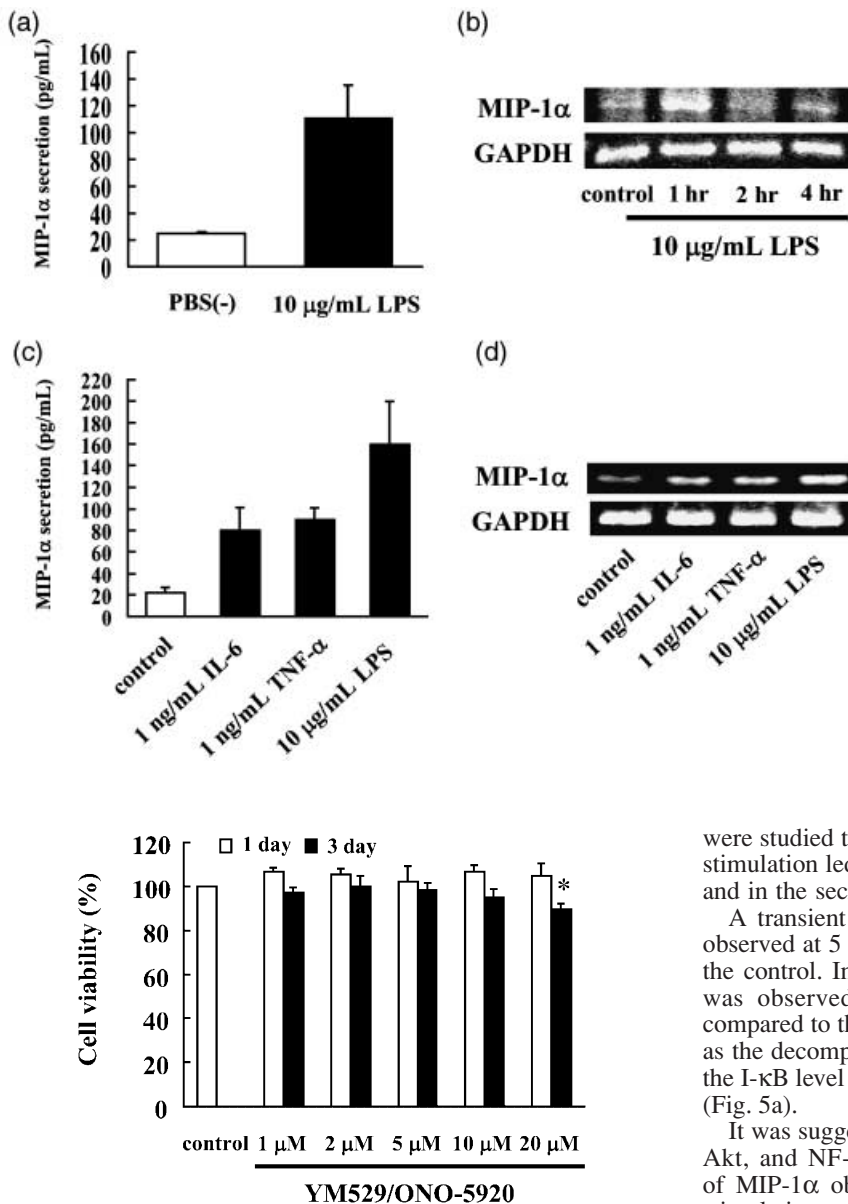 (a)
MIP-1α secretion (pg/mL)
160
140
120
100
80
60
40
20
0
PBS(-) 10 μg/mL LPS
(b)
MIP-1α
GAPDH
control 1 hr 2 hr 4 hr
10 μg/mL LPS
(c)
MIP-1α secretion (pg/mL)
220
200
180
160
140
120
100
80
60
40
20
0
control
1 ng/mL IL-6
1 ng/mL TNF-α
10 μg/mL LPS
(d)
MIP-1α
GAPDH
control
1 ng/mL IL-6
1 ng/mL TNF-α
10 μg/mL LPS
Cell viability (%)
120
100
80
60
40
20
0
1 day 3 day
*
control 1 μM 2 μM 5 μM 10 μM 20 μM
YM529/ONO-5920
were studied t
stimulation led
and in the sec
A transient
observed at 5
the control. In
was observed
compared to th
as the decomp
the I-κB level
(Fig. 5a).
It was sugge
Akt, and NF-
of MIP-1α ob